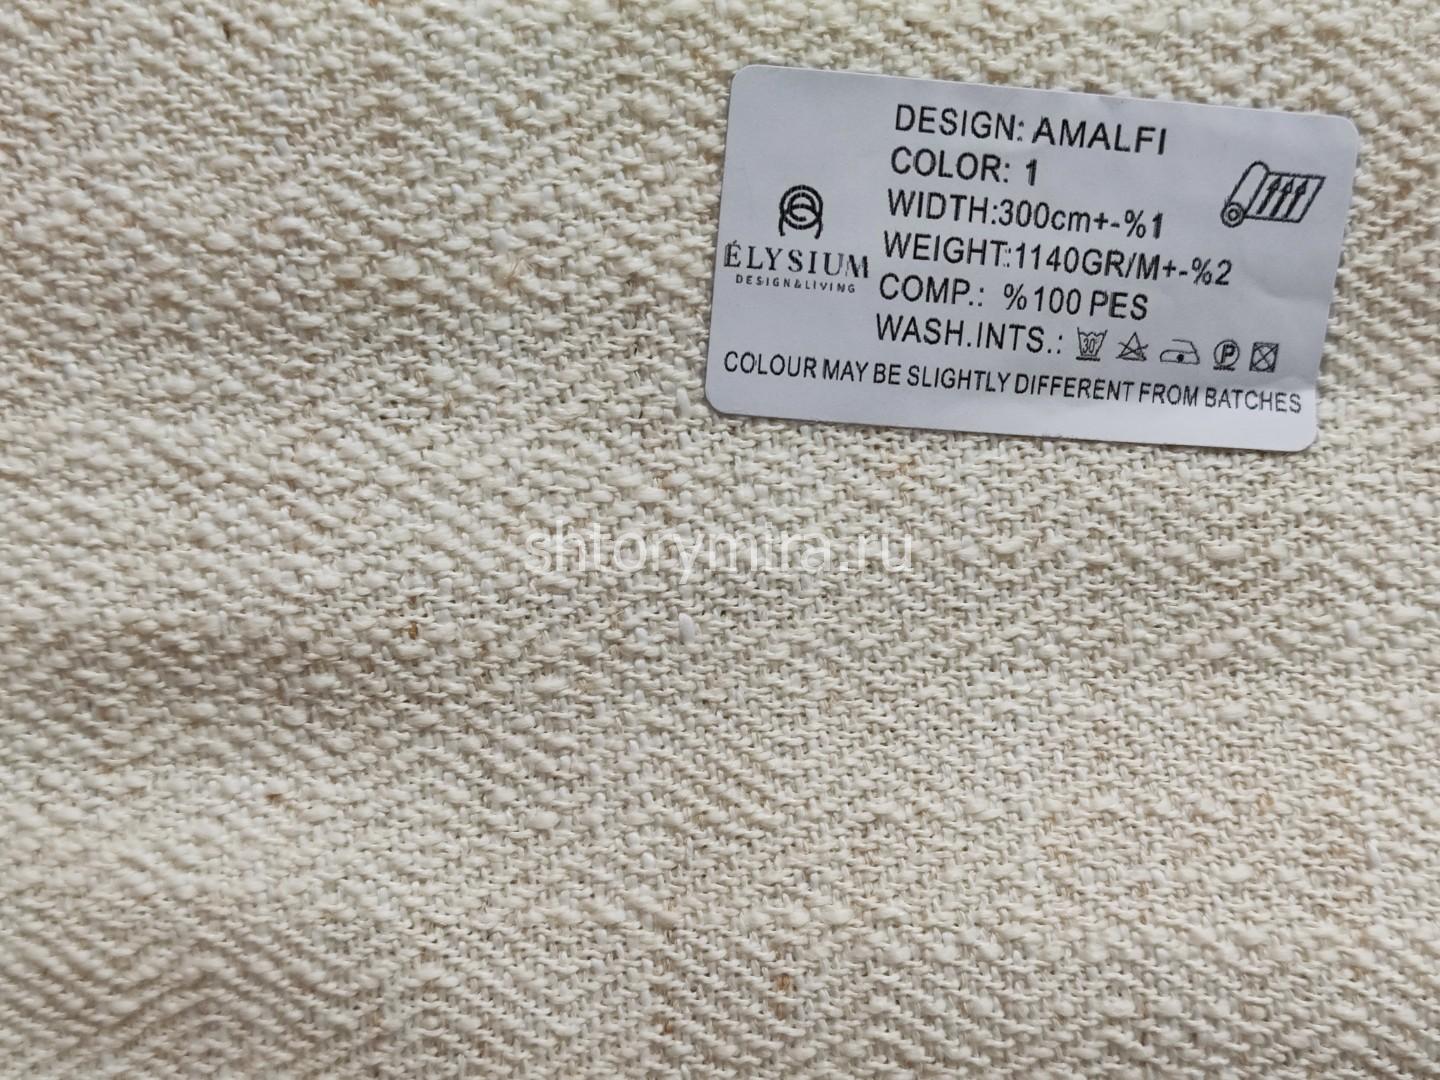 DESIGN: AMALFI
COLOR: 1
WIDTH:300cm+-%1
WEIGHT:1140GR/M+-%2
COMP.: %100 PES
WASH.INTS.: 30 P
ÉLYSIUM
DESIGN&LIVING
COLOUR MAY BE SLIGHTLY DIFFERENT FROM BATCHES
shtorymira.ru